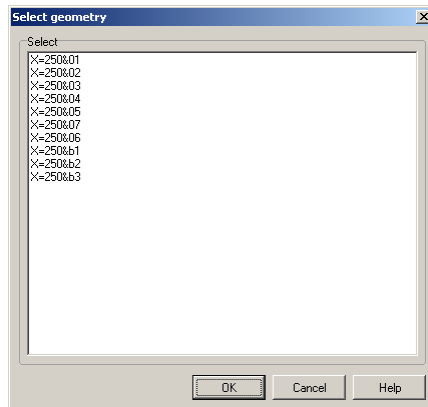 Select geometry
Select
X=250&01
X=250&02
X=250&03
X=250&04
X=250&05
X=250&07
X=250&06
X=250&b1
X=250&b2
X=250&b3
OK Cancel Help